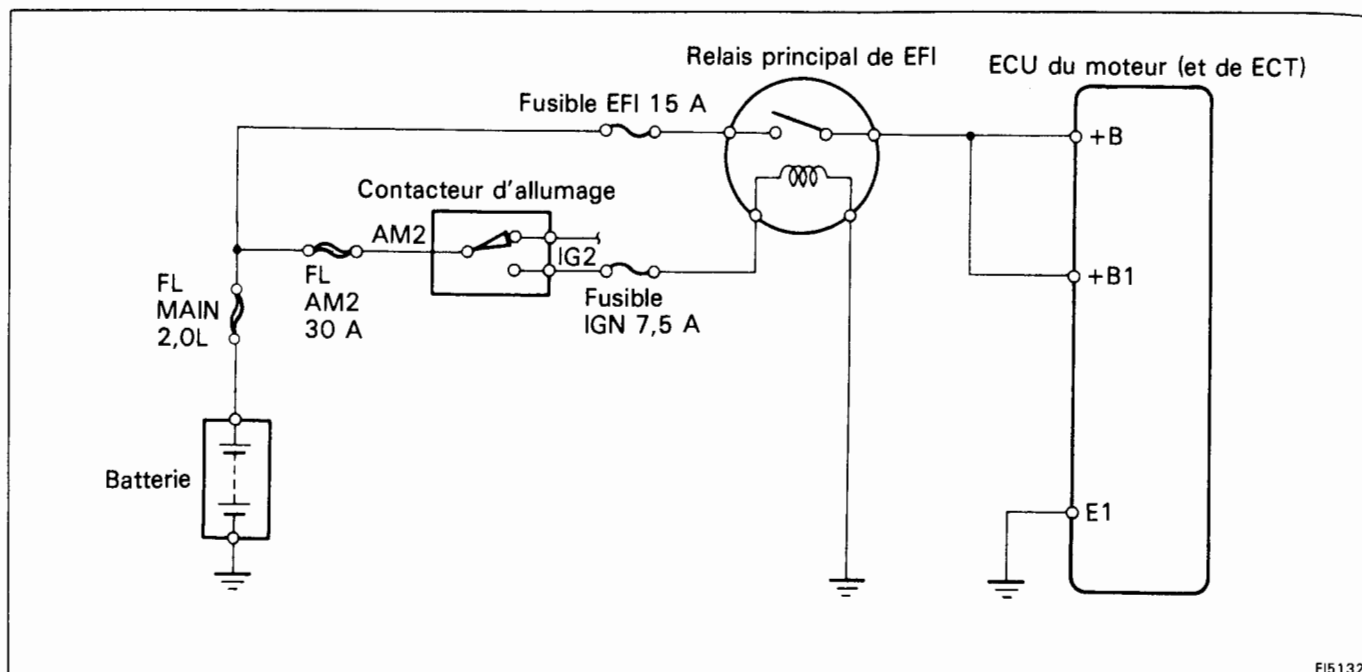 Relais principal de EFI
ECU du moteur (et de ECT)
Fusible EFI 15 A
+B
Contacteur d'allumage
AM2
IG2
+B1
FL
MAIN
2,0L
FL
AM2
30 A
Fusible
IGN 7,5 A
Batterie
E1
FI5132